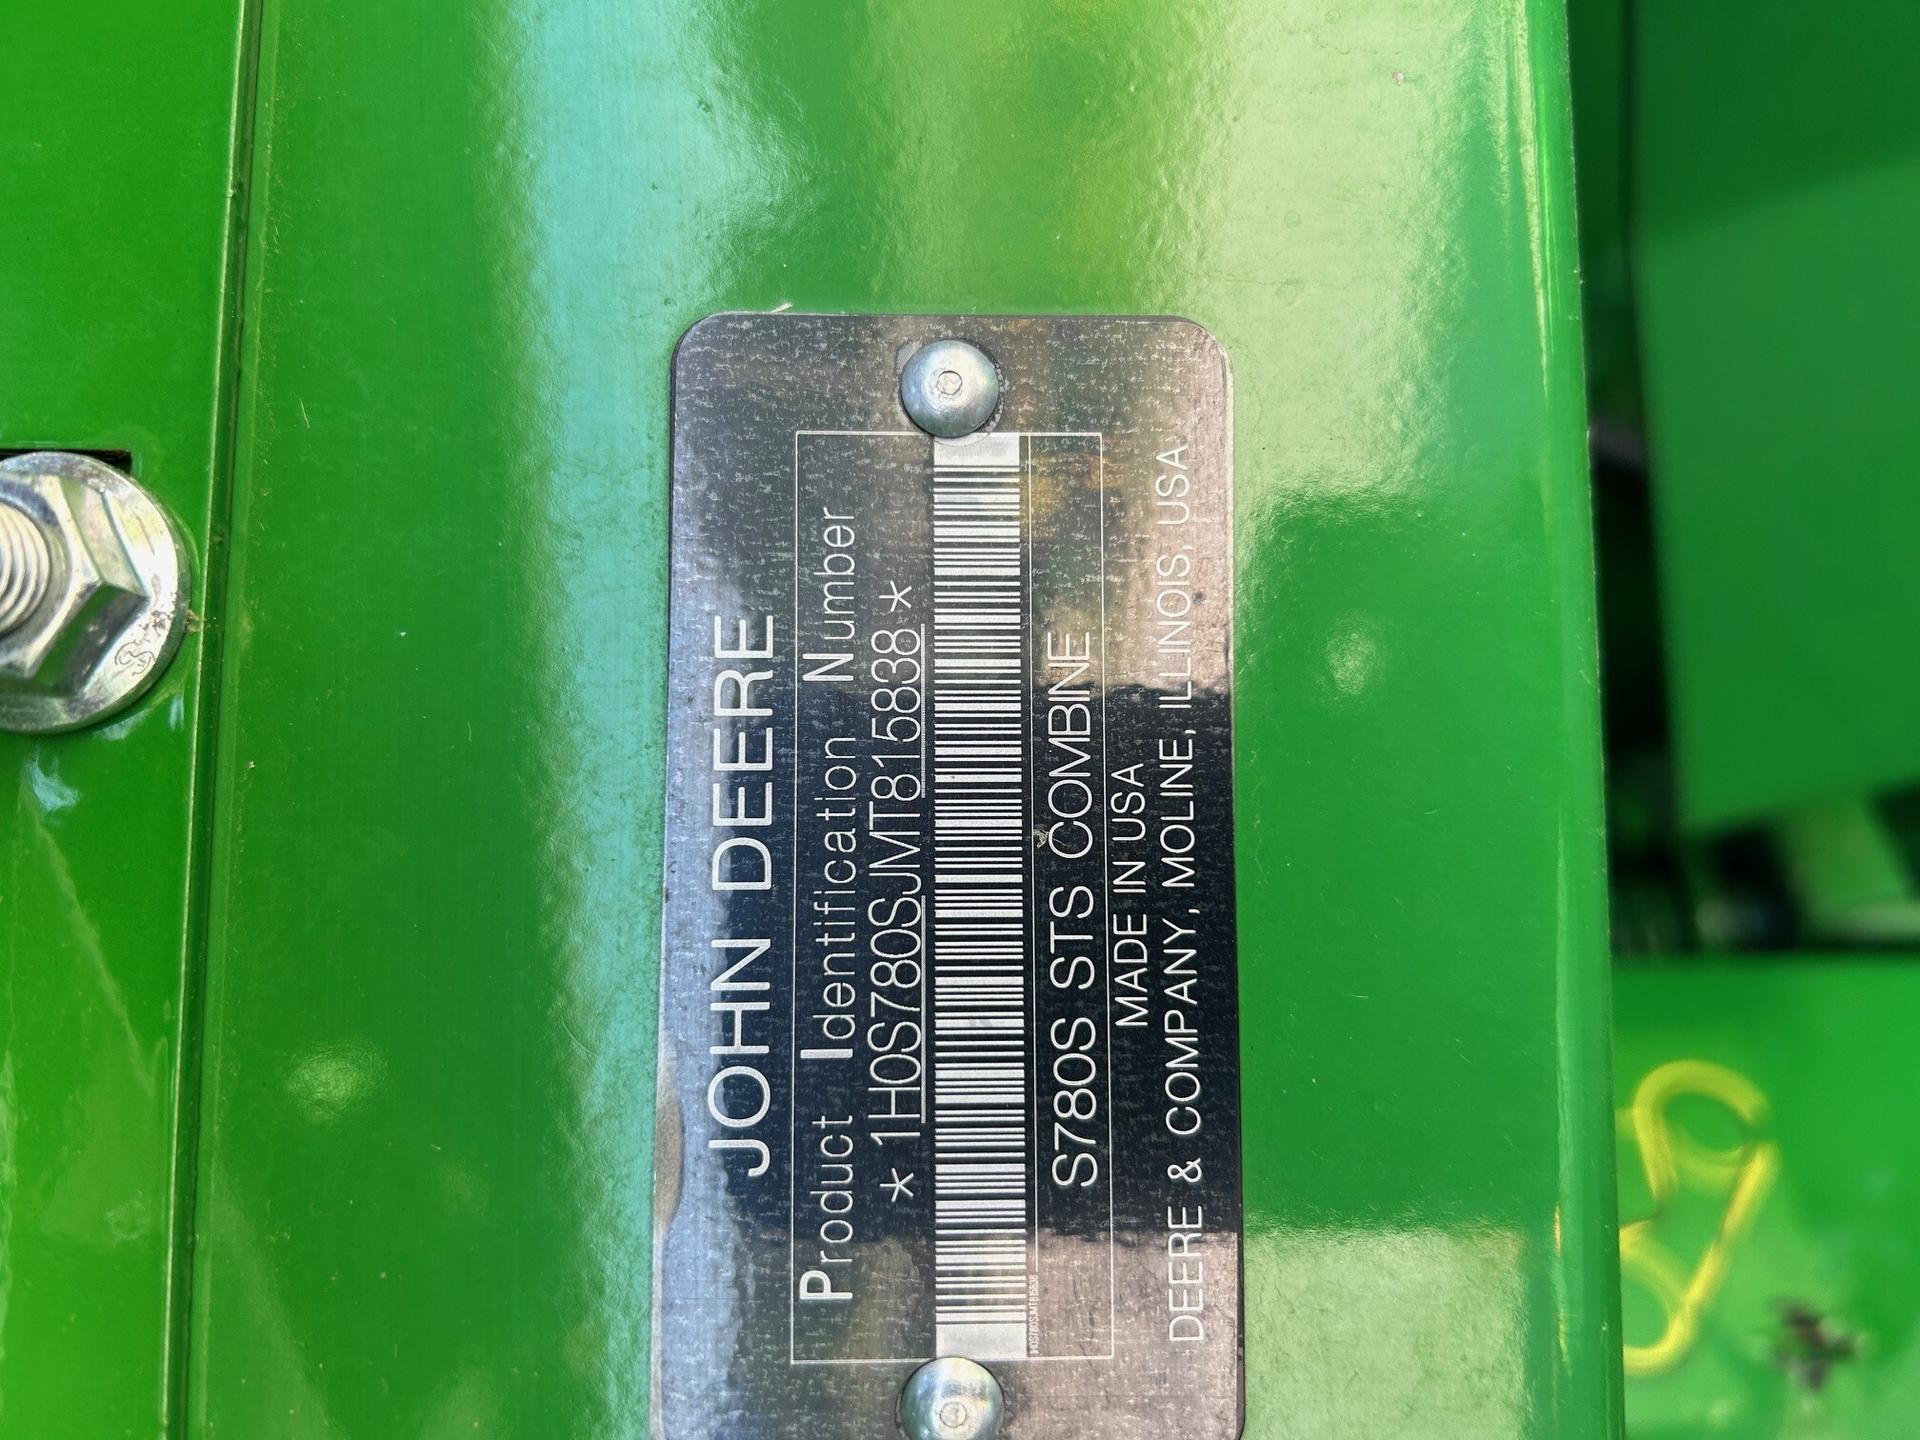 JOHN DEERE
Product Identification Number
*1H0S780SJMT815838*
S780S STS COMBINE
MADE IN USA
DEERE & COMPANY, MOLINE, ILLINOIS, USA